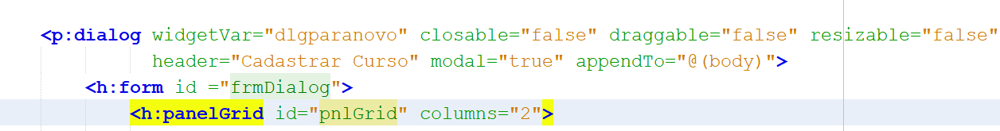 <p:dialog widgetVar="dlgparanovo" closable="false" draggable="false" resizable="false"
header="Cadastrar Curso" modal="true" appendTo="@(body)">
<h:form id ="frmDialog">
<h:panelGrid id="pnlGrid" columns="2">